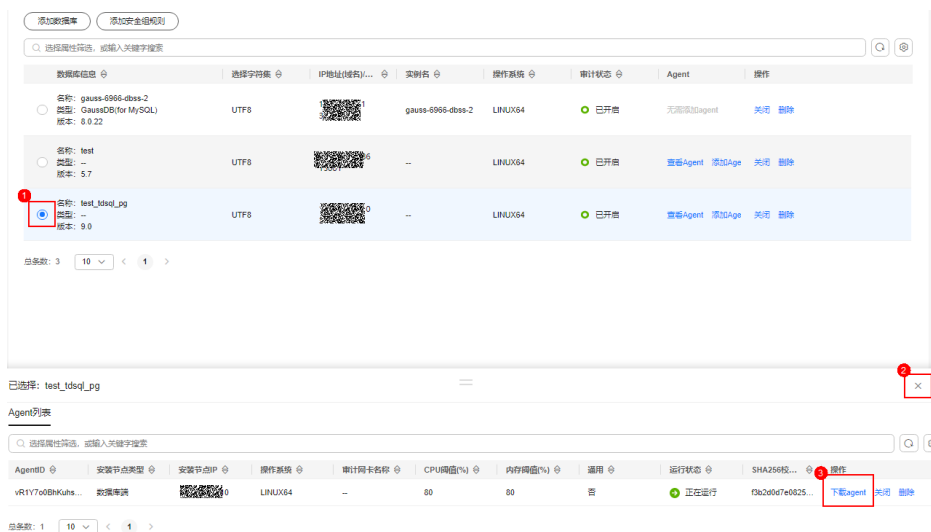 添加数据库 添加安全组规则
选择属性筛选，或输入关键字搜索
数据库信息 选择字符集 IP地址(域名)/... 实例名 操作系统 审计状态 Agent 操作
名称: gauss-6966-dbss-2
类型: GaussDB(for MySQL)
版本: 8.0.22
UTF8 gauss-6966-dbss-2 LINUX64 已开启 无需添加agent 关闭 删除
名称: test
类型: --
版本: 5.7
UTF8 -- LINUX64 已开启 查看Agent 添加Age 关闭 删除
1
名称: test_tdsql_pg
类型: --
版本: 9.0
UTF8 -- LINUX64 已开启 查看Agent 添加Age 关闭 删除
总条数: 3 10 1
2
已选择: test_tdsql_pg
Agent列表
选择属性筛选，或输入关键字搜索
AgentID 安装节点类型 安装节点IP 操作系统 审计网卡名称 CPU阈值(%) 内存阈值(%) 通用 运行状态 SHA256校... 操作
3
vR1Y7o0BhKuhs... 数据库端 LINUX64 -- 80 80 否 正在运行 f3b2d0d7e0825... 下载agent 关闭 删除
总条数: 1 10 1